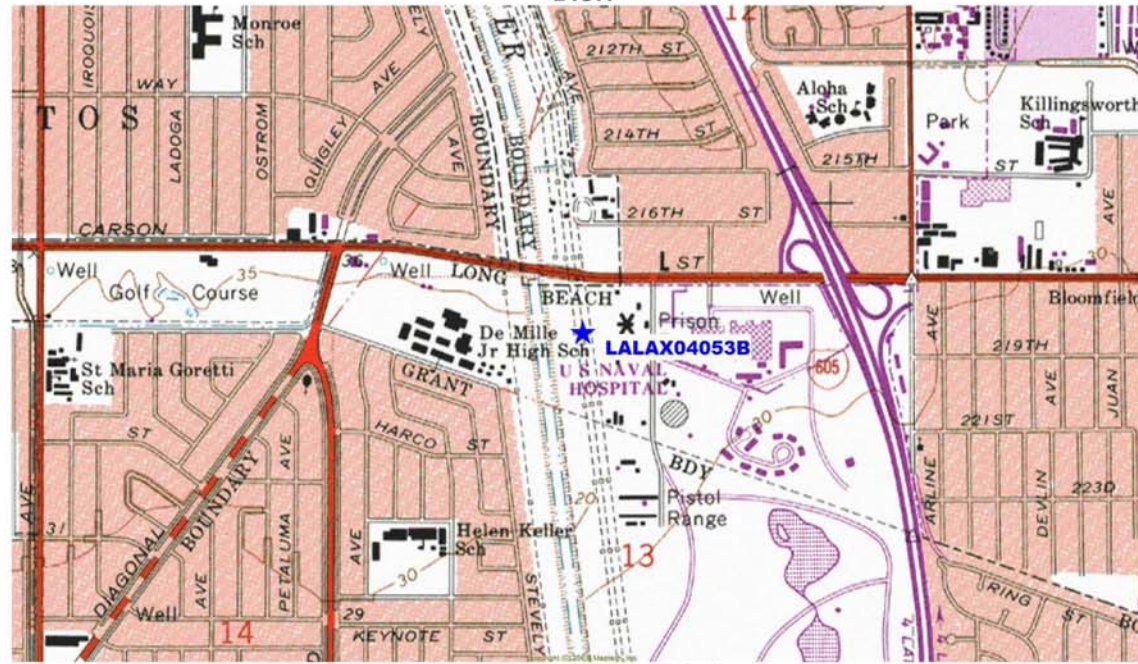 12
Monroe
Sch
IROQUOIS
WAY
T O S
LADOGA
OSTROM
QUIGLEY
AVE
AVE
BOUNDARY
BOUNDARY
E R
AVE
212TH ST
214TH ST
215TH
ST
216TH ST
Aloha
Sch
Park
Killingsworth
Sch
AVE
CARSON
36
Well
35
Golf Course
Well
LONG
BEACH
L ST
Well
Prison
30
Bloomfield
De Mille
Jr High Sch
LALAX04053B
U S NAVAL
HOSPITAL
605
St Maria Goretti
Sch
GRANT
AVE
219TH
AVE
JUAN
ST
HARCO ST
30
221ST
BDY
DIAGONAL
BOUNDARY
AVE
Pistol
Range
20
ARLINE
DEVLIN
223D
AVE
31
AVE
PETALUMA
AVE
Helen Keller
Sch
30
13
STEVELY
Well
14
29
KEYNOTE ST
RING
ST